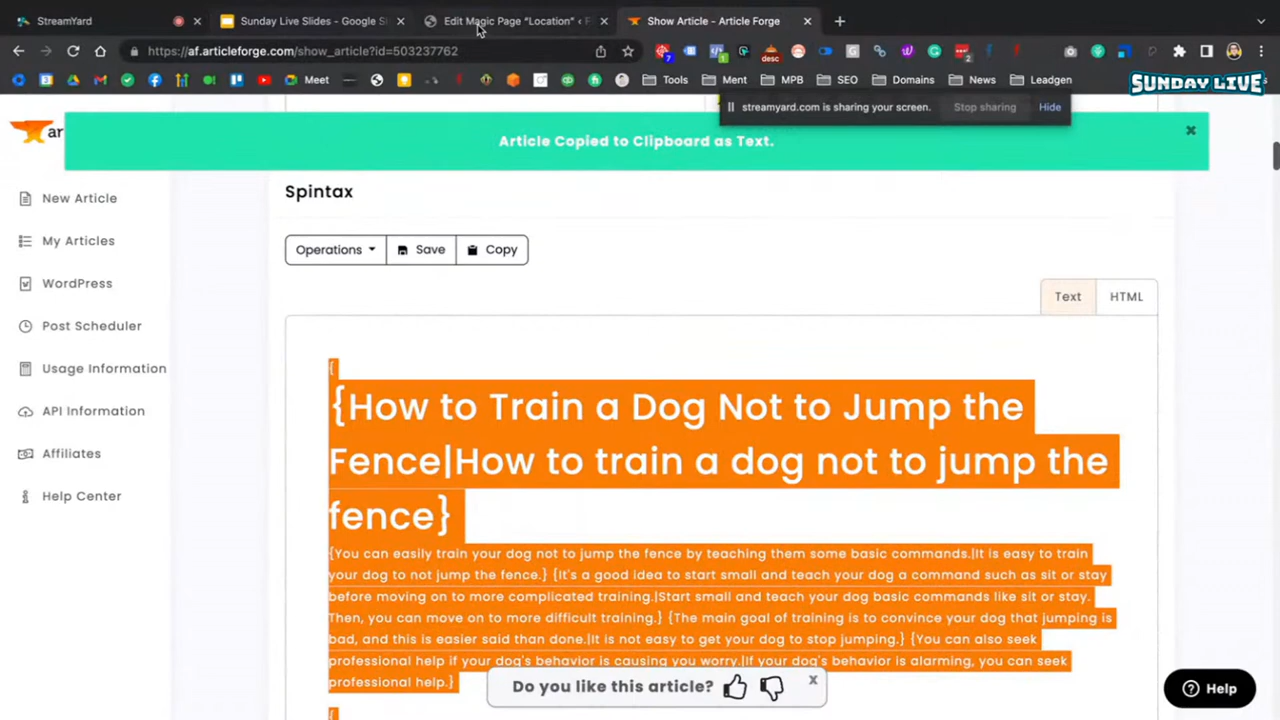 StreamYard
Sunday Live Slides - Google Sl
Edit Magic Page “Location” ‹ F
Show Article - Article Forge
https://af.articleforge.com/show_article?id=503237762
7
1
desc
2
Meet
Tools
Ment
MPB
SEO
Domains
News
Leadgen
SUNDAY LIVE
streamyard.com is sharing your screen.
Stop sharing
Hide
ar
Article Copied to Clipboard as Text.
New Article
My Articles
WordPress
Post Scheduler
Usage Information
API Information
Affiliates
Help Center
Spintax
Operations
Save
Copy
Text
HTML
{
{How to Train a Dog Not to Jump the
Fence|How to train a dog not to jump the
fence}
{You can easily train your dog not to jump the fence by teaching them some basic commands.|It is easy to train
your dog to not jump the fence.} {It's a good idea to start small and teach your dog a command such as sit or stay
before moving on to more complicated training.|Start small and teach your dog basic commands like sit or stay.
Then, you can move on to more difficult training.} {The main goal of training is to convince your dog that jumping is
bad, and this is easier said than done.|It is not easy to get your dog to stop jumping.} {You can also seek
professional help if your dog's behavior is causing you worry.|If your dog's behavior is alarming, you can seek
professional help.}
{
Do you like this article?
x
Help